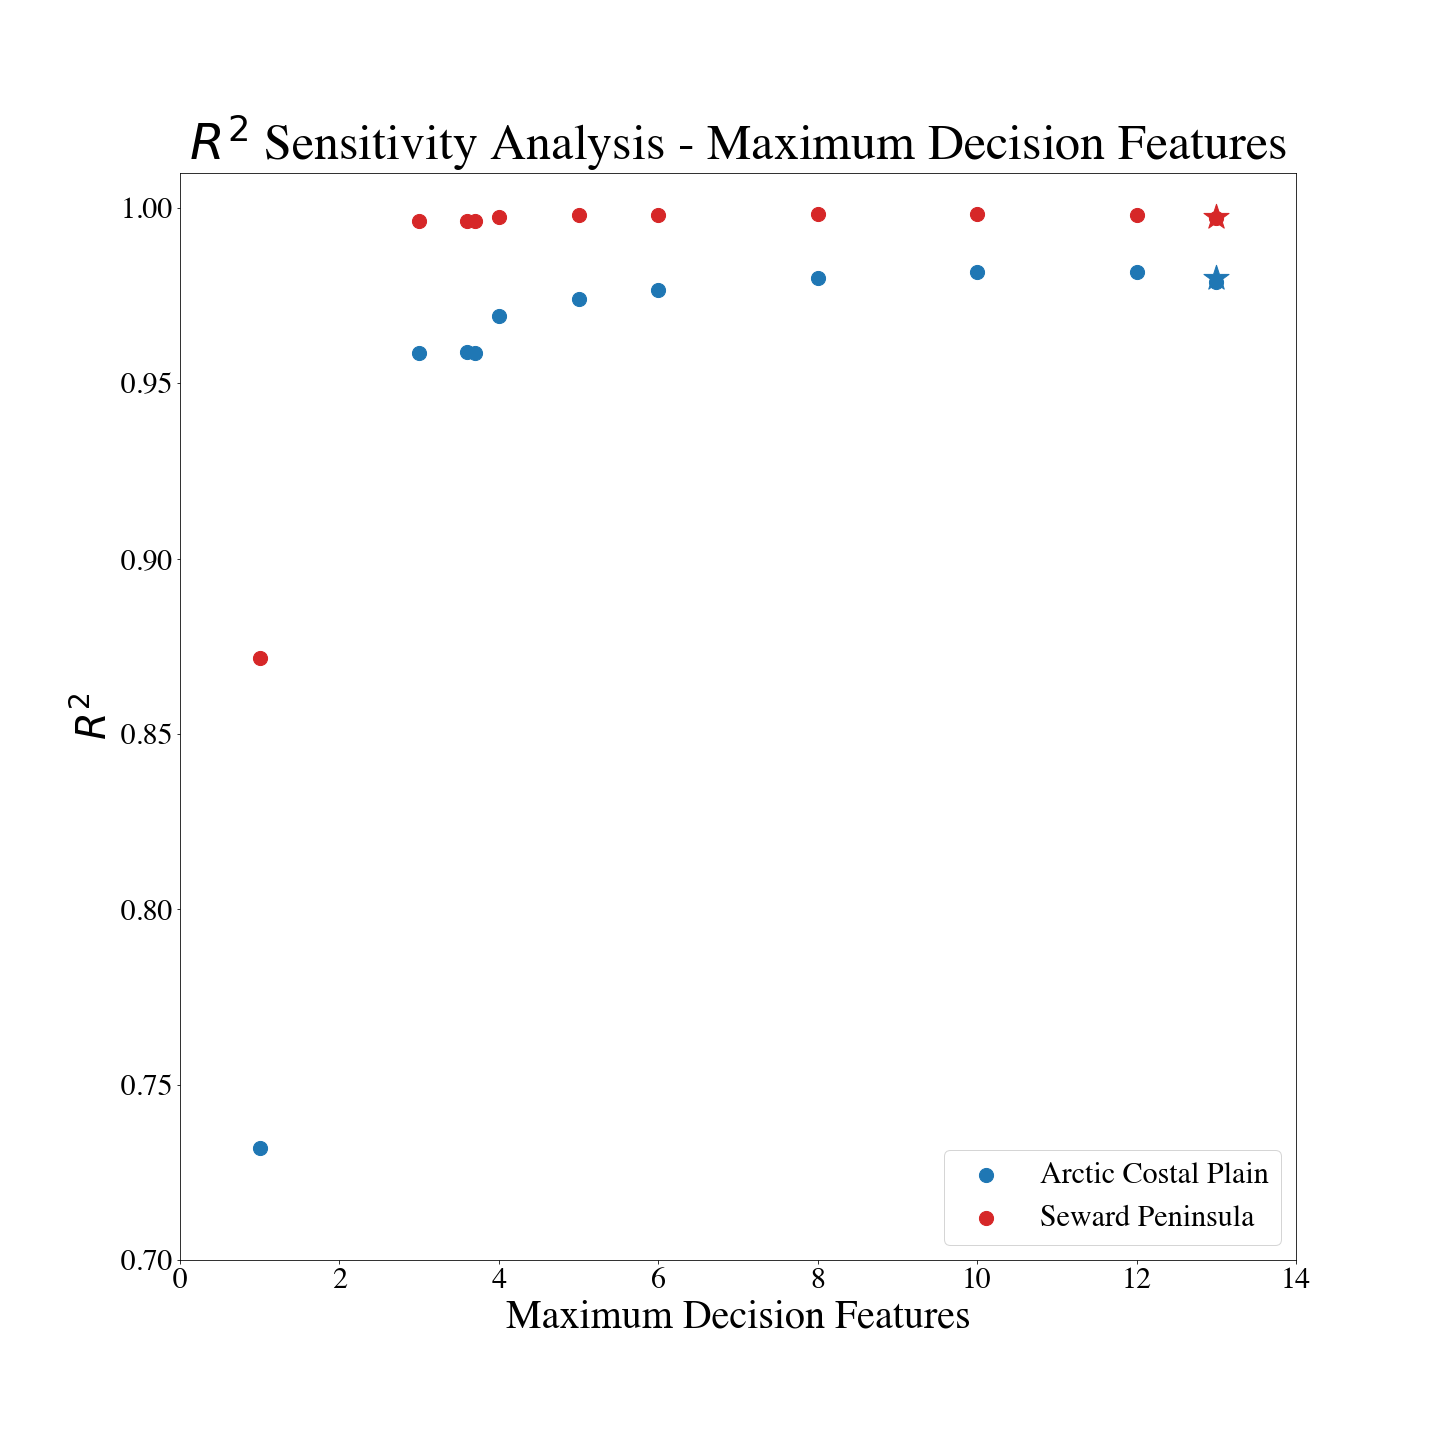 R² Sensitivity Analysis - Maximum Decision Features
1.00
0.95
0.90
0.85
0.80
0.75
0.70
R²
0 2 4 6 8 10 12 14
Maximum Decision Features
Arctic Costal Plain
Seward Peninsula